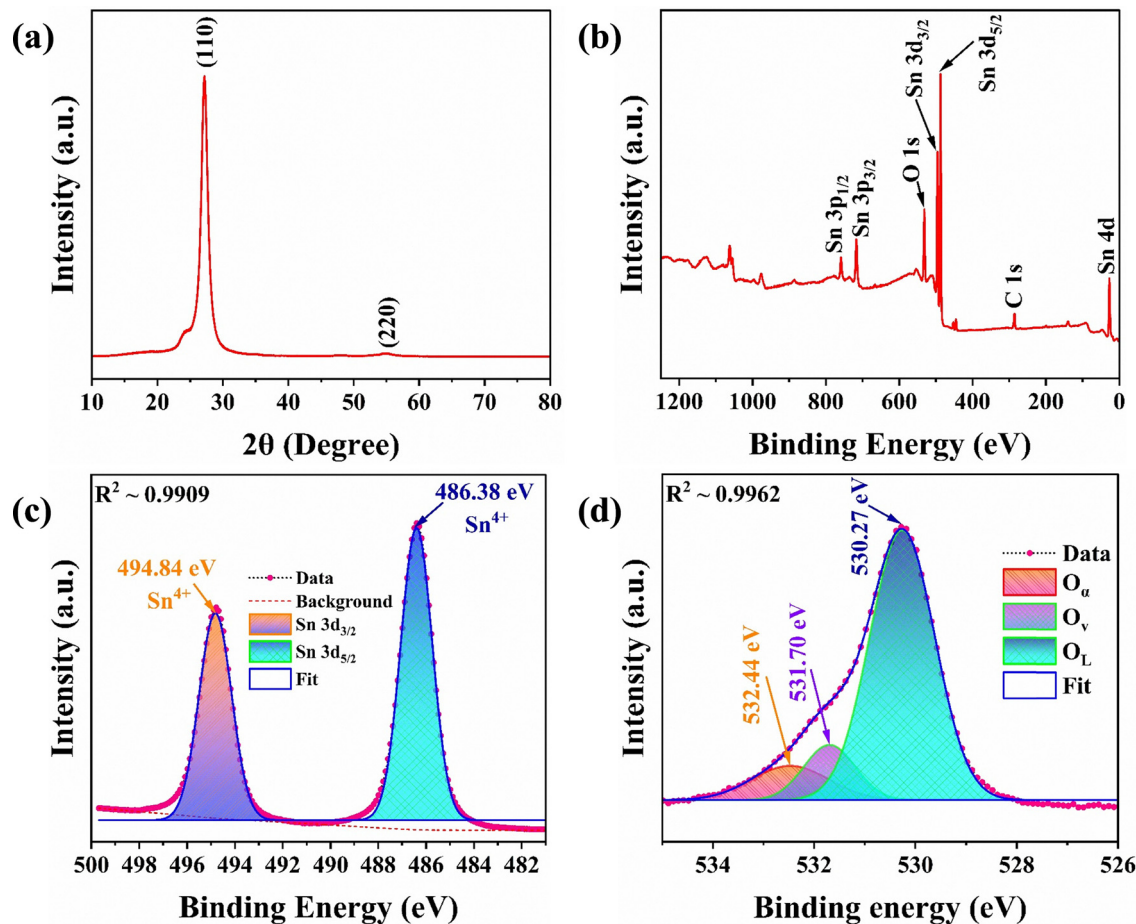 (a)
(110)
(220)
Intensity (a.u.)
10 20 30 40 50 60 70 80
2θ (Degree)
(b)
Sn 3p1/2
Sn 3p3/2
O 1s
Sn 3d3/2
Sn 3d5/2
C 1s
Sn 4d
Intensity (a.u.)
1200 1000 800 600 400 200 0
Binding Energy (eV)
(c)
R² ~ 0.9909
486.38 eV
Sn⁴⁺
494.84 eV
Sn⁴⁺
Data
Background
Sn 3d3/2
Sn 3d5/2
Fit
Intensity (a.u.)
500 498 496 494 492 490 488 486 484 482
Binding Energy (eV)
(d)
R² ~ 0.9962
532.44 eV
531.70 eV
530.27 eV
Data
Oα
Ov
OL
Fit
Intensity (a.u.)
534 532 530 528 526
Binding energy (eV)